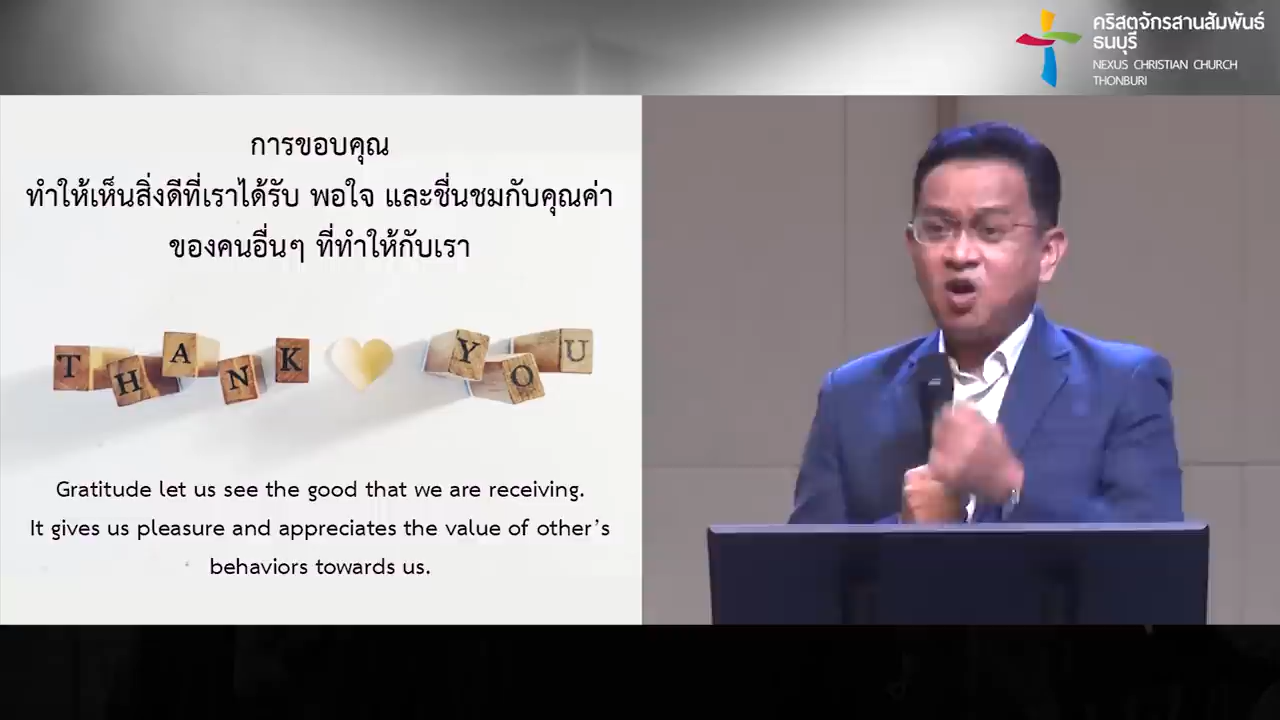 คริสตจักรสานสัมพันธ์
ธนบุรี
NEXUS CHRISTIAN CHURCH
THONBURI
การขอบคุณ
ทำให้เห็นสิ่งดีที่เราได้รับ พอใจ และชื่นชมกับคุณค่า
ของคนอื่นๆ ที่ทำให้กับเรา
THANK YOU
Gratitude let us see the good that we are receiving.
It gives us pleasure and appreciates the value of other's
behaviors towards us.